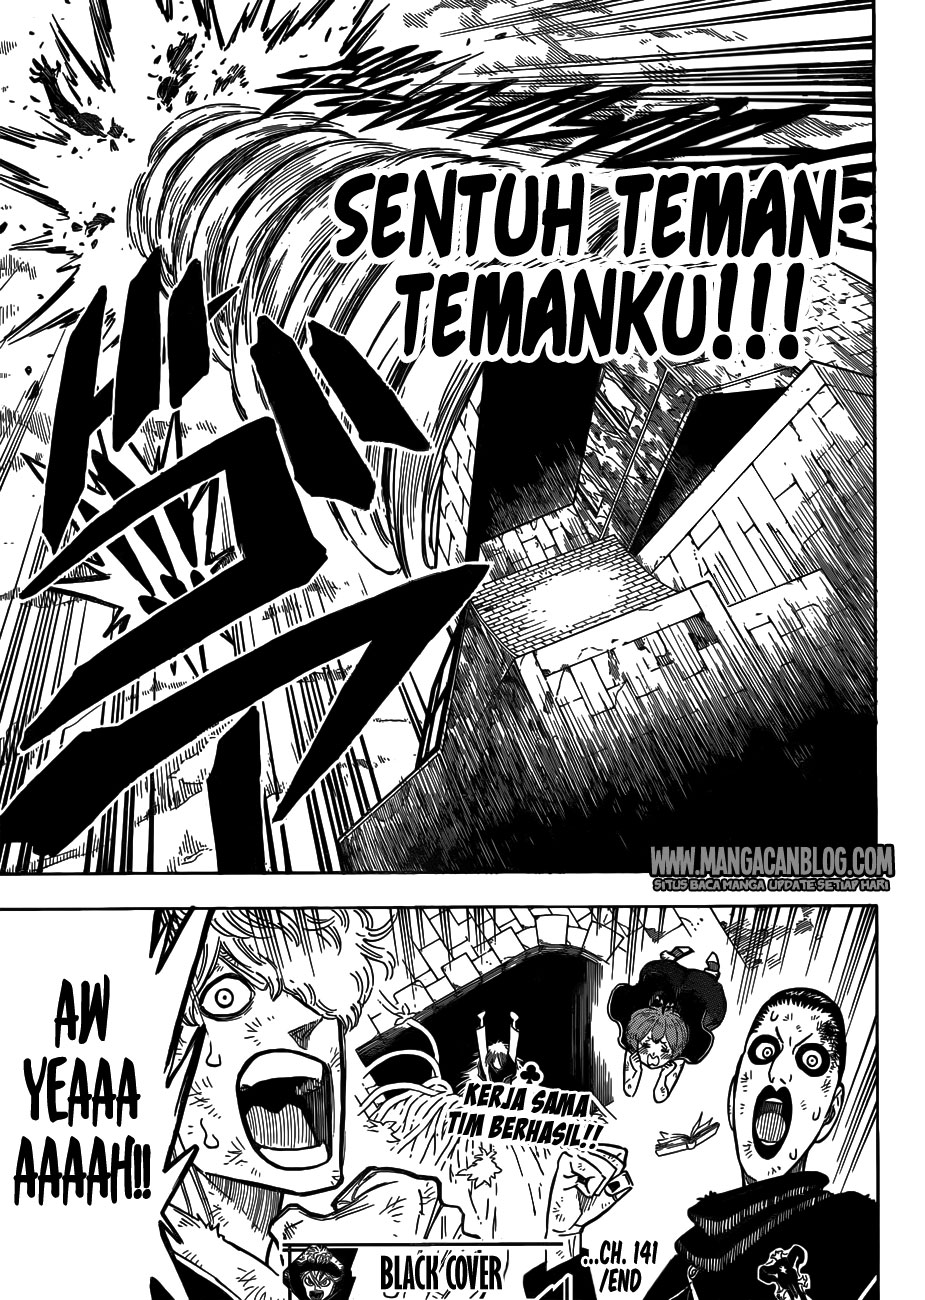 SENTUH TEMAN
TEMANKU!!!
WWW.MANGACANBLOG.COM
SITUS BACA MANGA UPDATE SETIAP HARI
AW
YEAAA
AAAAH!!
KERJA SAMA
TIM BERHASIL!!
BLACK COVER
...CH. 141
/END